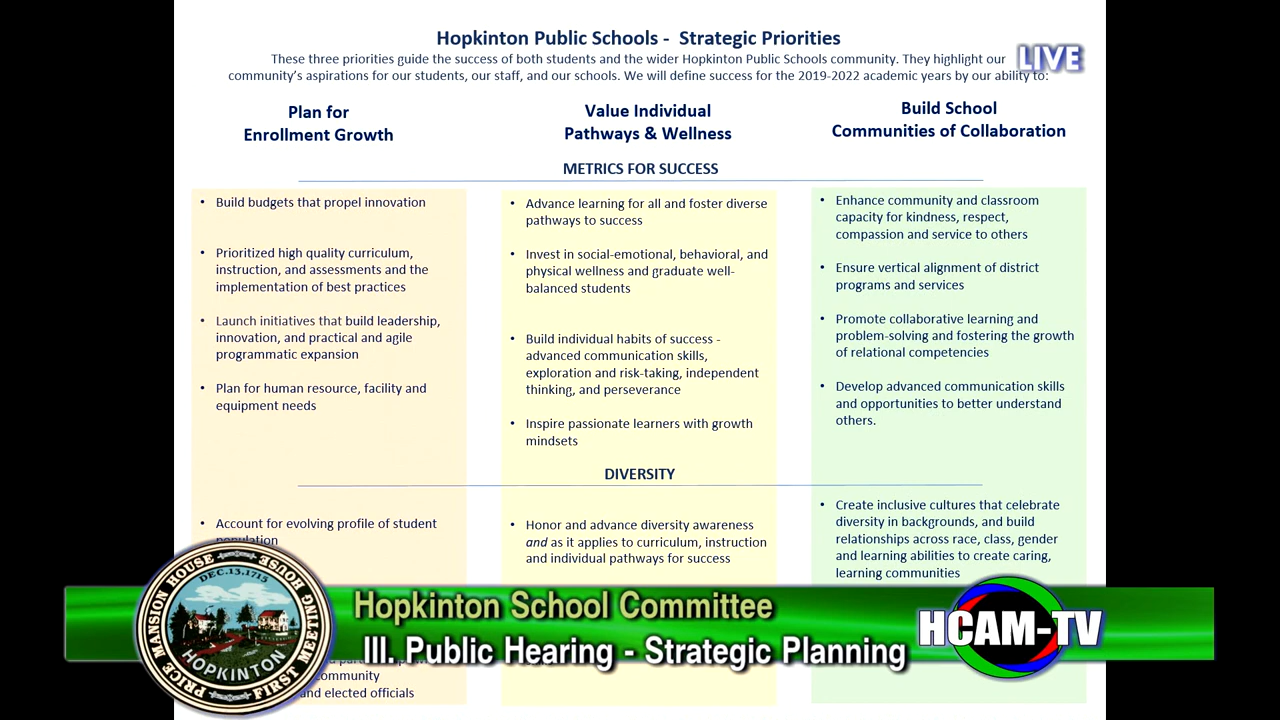 Hopkinton Public Schools - Strategic Priorities
These three priorities guide the success of both students and the wider Hopkinton Public Schools community. They highlight our
community's aspirations for our students, our staff, and our schools. We will define success for the 2019-2022 academic years by our ability to:
LIVE
Plan for
Enrollment Growth
Value Individual
Pathways & Wellness
Build School
Communities of Collaboration
METRICS FOR SUCCESS
• Build budgets that propel innovation
• Prioritized high quality curriculum,
instruction, and assessments and the
implementation of best practices
• Launch initiatives that build leadership,
innovation, and practical and agile
programmatic expansion
• Plan for human resource, facility and
equipment needs
• Advance learning for all and foster diverse
pathways to success
• Invest in social-emotional, behavioral, and
physical wellness and graduate well-
balanced students
• Build individual habits of success -
advanced communication skills,
exploration and risk-taking, independent
thinking, and perseverance
• Inspire passionate learners with growth
mindsets
• Enhance community and classroom
capacity for kindness, respect,
compassion and service to others
• Ensure vertical alignment of district
programs and services
• Promote collaborative learning and
problem-solving and fostering the growth
of relational competencies
• Develop advanced communication skills
and opportunities to better understand
others.
DIVERSITY
• Account for evolving profile of student
population
• Honor and advance diversity awareness
and as it applies to curriculum, instruction
and individual pathways for success
• Create inclusive cultures that celebrate
diversity in backgrounds, and build
relationships across race, class, gender
and learning abilities to create caring,
learning communities
community
and elected officials
PRICE MANSION HOUSE
FIRST MEETING HOUSE
DEC.13.1715
HOPKINTON
Hopkinton School Committee
III. Public Hearing - Strategic Planning
HCAM-TV